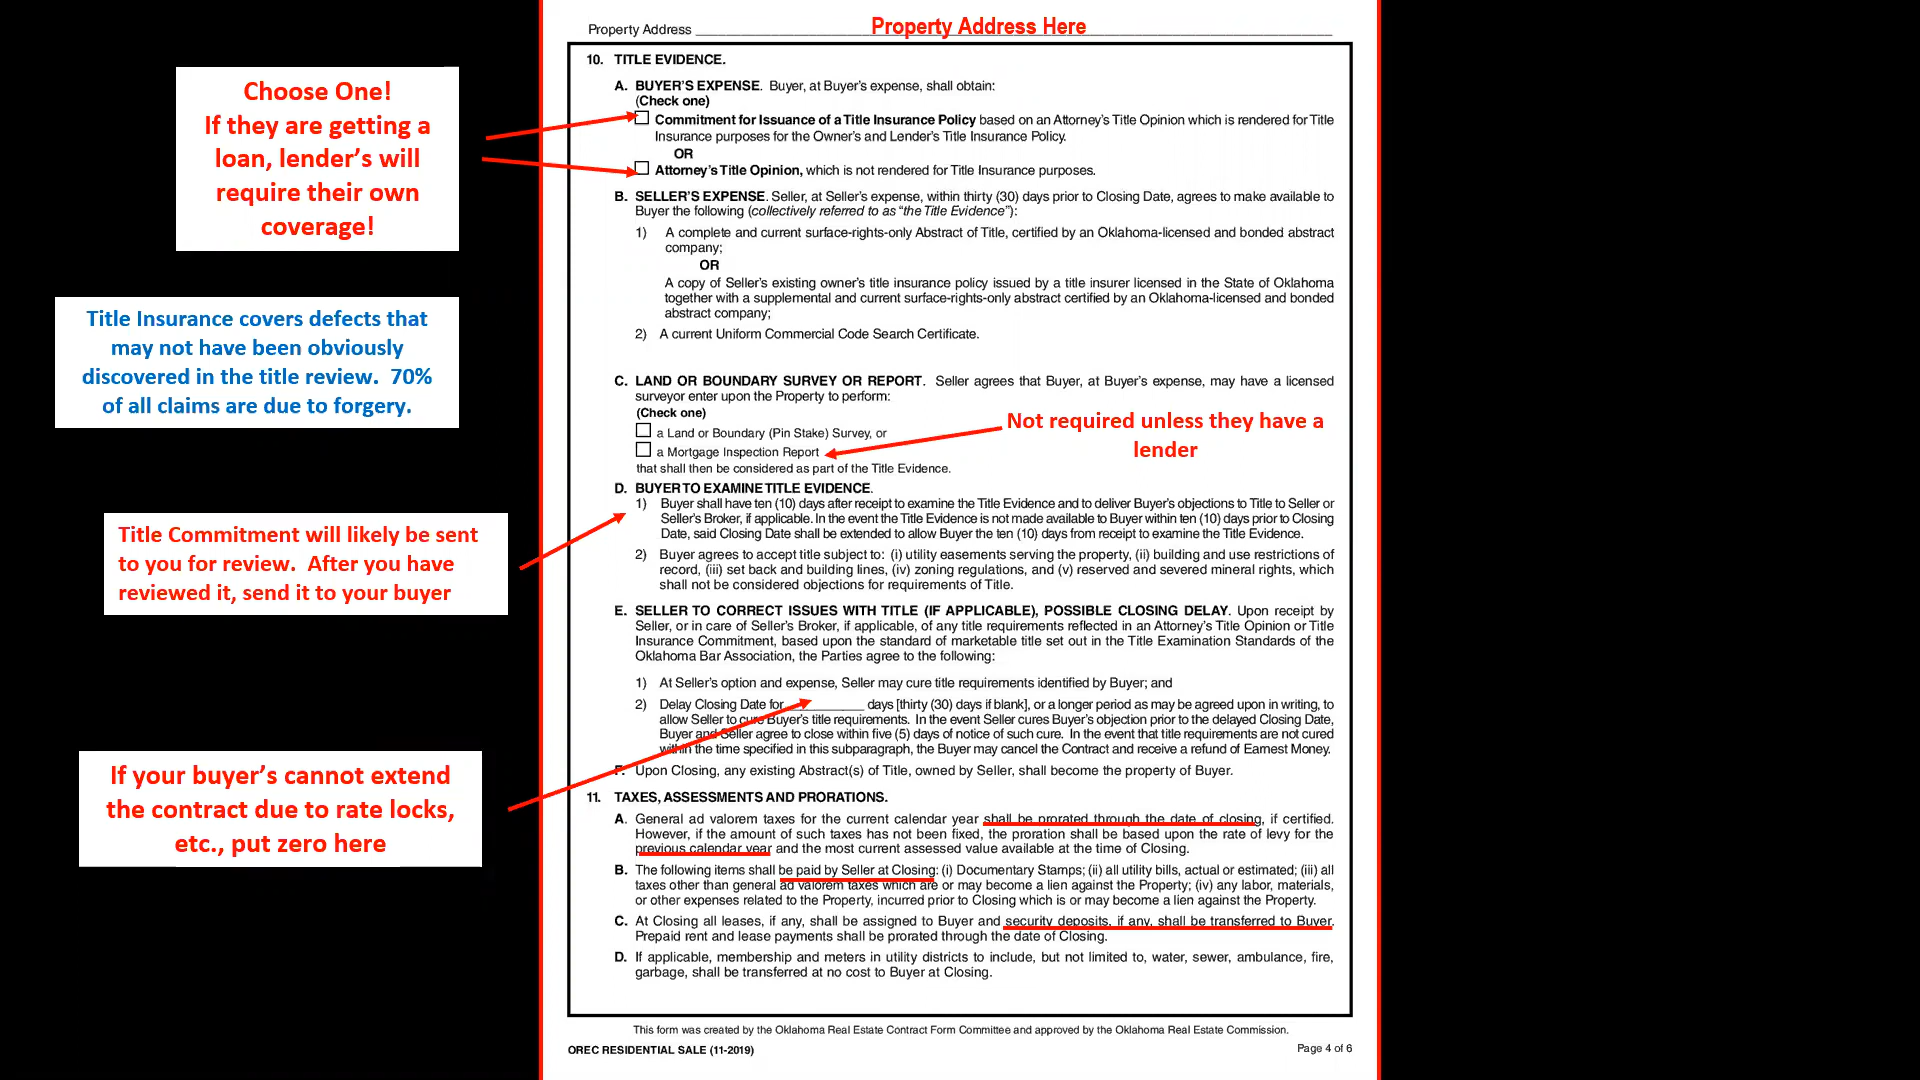 Property Address Property Address Here
10. TITLE EVIDENCE.
A. BUYER'S EXPENSE. Buyer, at Buyer's expense, shall obtain:
(Check one)
Commitment for Issuance of a Title Insurance Policy based on an Attorney's Title Opinion which is rendered for Title
Insurance purposes for the Owner's and Lender's Title Insurance Policy.
OR
Attorney's Title Opinion, which is not rendered for Title Insurance purposes.
B. SELLER'S EXPENSE. Seller, at Seller's expense, within thirty (30) days prior to Closing Date, agrees to make available to
Buyer the following (collectively referred to as "the Title Evidence"):
1) A complete and current surface-rights-only Abstract of Title, certified by an Oklahoma-licensed and bonded abstract
company;
OR
A copy of Seller's existing owner's title insurance policy issued by a title insurer licensed in the State of Oklahoma
together with a supplemental and current surface-rights-only abstract certified by an Oklahoma-licensed and bonded
abstract company;
2) A current Uniform Commercial Code Search Certificate.
C. LAND OR BOUNDARY SURVEY OR REPORT. Seller agrees that Buyer, at Buyer's expense, may have a licensed
surveyor enter upon the Property to perform:
(Check one)
a Land or Boundary (Pin Stake) Survey, or
a Mortgage Inspection Report
that shall then be considered as part of the Title Evidence.
D. BUYER TO EXAMINE TITLE EVIDENCE.
1) Buyer shall have ten (10) days after receipt to examine the Title Evidence and to deliver Buyer's objections to Title to Seller or
Seller's Broker, if applicable. In the event the Title Evidence is not made available to Buyer within ten (10) days prior to Closing
Date, said Closing Date shall be extended to allow Buyer the ten (10) days from receipt to examine the Title Evidence.
2) Buyer agrees to accept title subject to: (i) utility easements serving the property, (ii) building and use restrictions of
record, (iii) set back and building lines, (iv) zoning regulations, and (v) reserved and severed mineral rights, which
shall not be considered objections for requirements of Title.
E. SELLER TO CORRECT ISSUES WITH TITLE (IF APPLICABLE), POSSIBLE CLOSING DELAY. Upon receipt by
Seller, or in care of Seller's Broker, if applicable, of any title requirements reflected in an Attorney's Title Opinion or Title
Insurance Commitment, based upon the standard of marketable title set out in the Title Examination Standards of the
Oklahoma Bar Association, the Parties agree to the following:
1) At Seller's option and expense, Seller may cure title requirements identified by Buyer; and
2) Delay Closing Date for ___________ days [thirty (30) days if blank], or a longer period as may be agreed upon in writing, to
allow Seller to cure Buyer's title requirements. In the event Seller cures Buyer's objection prior to the delayed Closing Date,
Buyer and Seller agree to close within five (5) days of notice of such cure. In the event that title requirements are not cured
within the time specified in this subparagraph, the Buyer may cancel the Contract and receive a refund of Earnest Money.
F. Upon Closing, any existing Abstract(s) of Title, owned by Seller, shall become the property of Buyer.
11. TAXES, ASSESSMENTS AND PRORATIONS.
A. General ad valorem taxes for the current calendar year shall be prorated through the date of closing, if certified.
However, if the amount of such taxes has not been fixed, the proration shall be based upon the rate of levy for the
previous calendar year and the most current assessed value available at the time of Closing.
B. The following items shall be paid by Seller at Closing: (i) Documentary Stamps; (ii) all utility bills, actual or estimated; (iii) all
taxes other than general ad valorem taxes which are or may become a lien against the Property; (iv) any labor, materials,
or other expenses related to the Property, incurred prior to Closing which is or may become a lien against the Property.
C. At Closing all leases, if any, shall be assigned to Buyer and security deposits, if any, shall be transferred to Buyer.
Prepaid rent and lease payments shall be prorated through the date of Closing.
D. If applicable, membership and meters in utility districts to include, but not limited to, water, sewer, ambulance, fire,
garbage, shall be transferred at no cost to Buyer at Closing.
This form was created by the Oklahoma Real Estate Contract Form Committee and approved by the Oklahoma Real Estate Commission.
OREC RESIDENTIAL SALE (11-2019) Page 4 of 6
Choose One!
If they are getting a
loan, lender's will
require their own
coverage!
Title Insurance covers defects that
may not have been obviously
discovered in the title review. 70%
of all claims are due to forgery.
Not required unless they have a
lender
Title Commitment will likely be sent
to you for review. After you have
reviewed it, send it to your buyer
If your buyer's cannot extend
the contract due to rate locks,
etc., put zero here